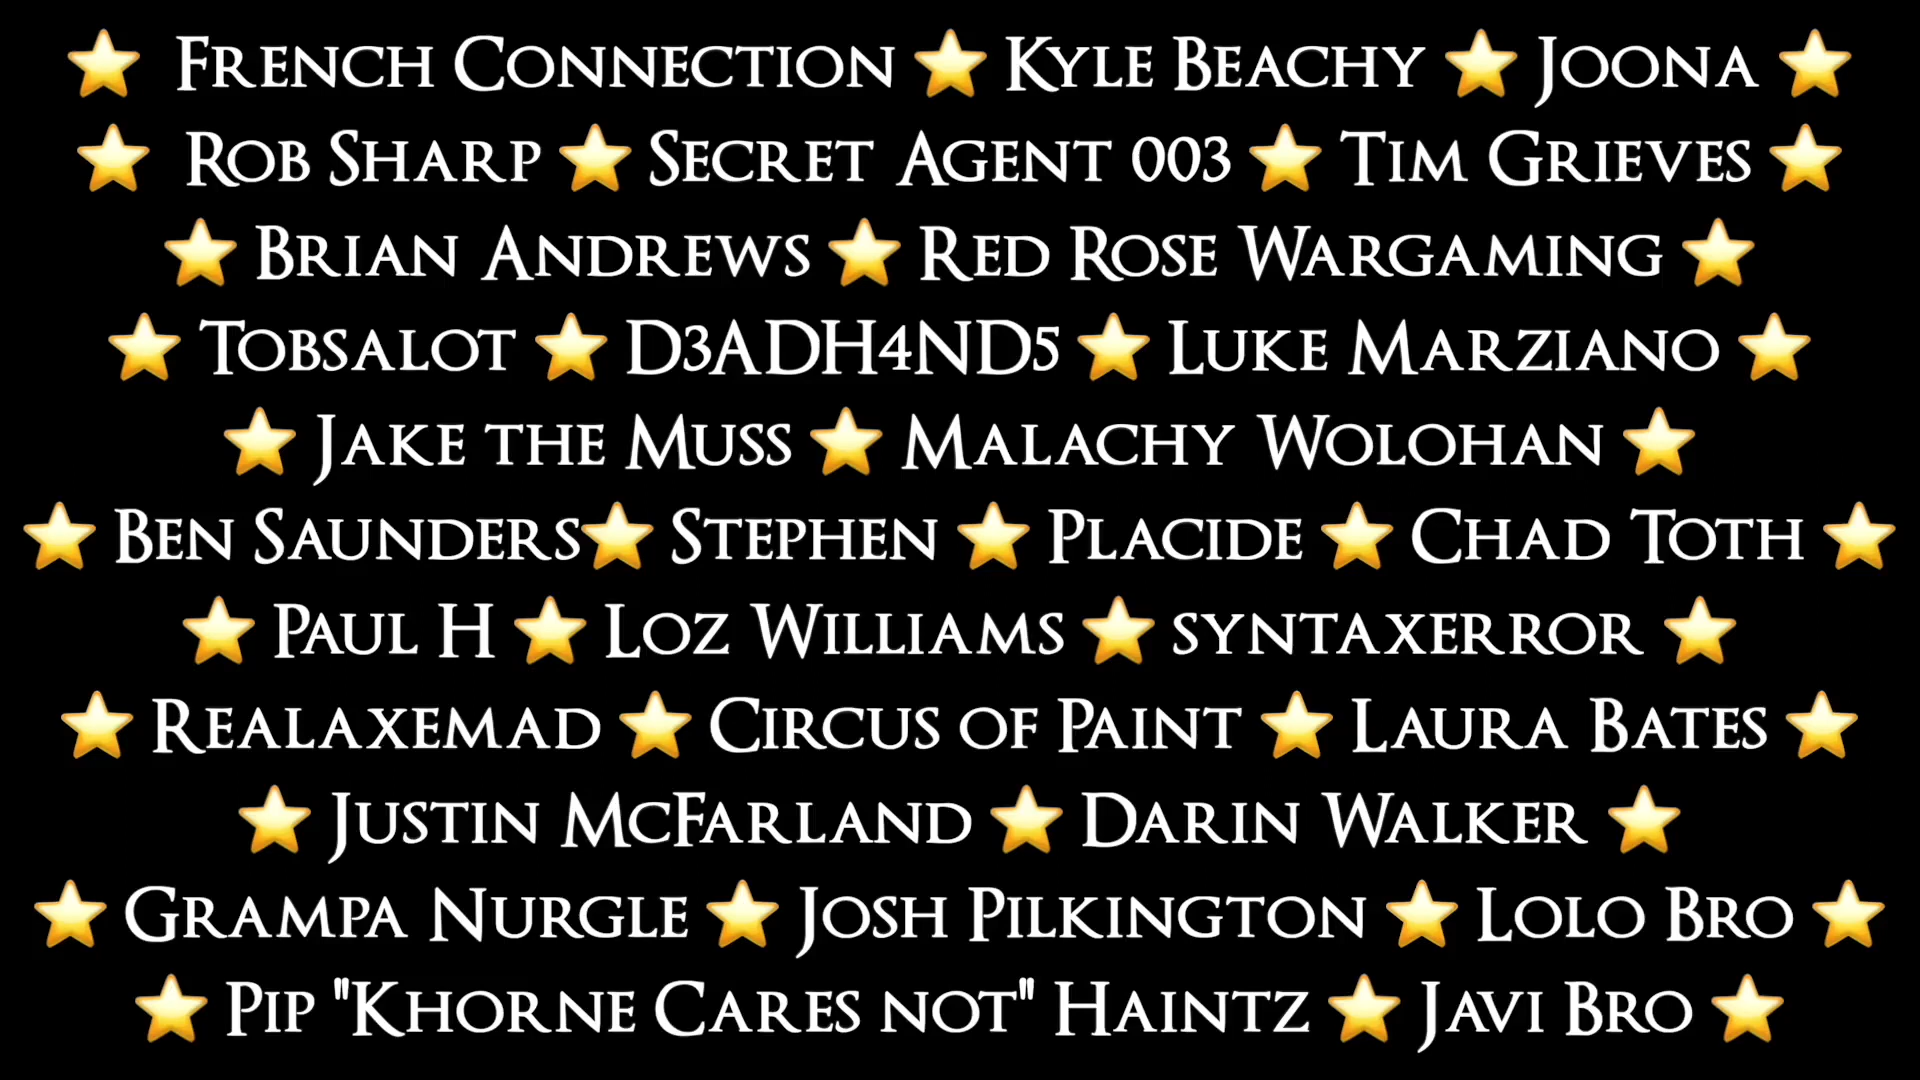 ⭐ French Connection ⭐ Kyle Beachy ⭐ Joona ⭐
⭐ Rob Sharp ⭐ Secret Agent 003 ⭐ Tim Grieves ⭐
⭐ Brian Andrews ⭐ Red Rose Wargaming ⭐
⭐ Tobsalot ⭐ D3ADH4ND5 ⭐ Luke Marziano ⭐
⭐ Jake the Muss ⭐ Malachy Wolohan ⭐
⭐ Ben Saunders⭐ Stephen ⭐ Placide ⭐ Chad Toth ⭐
⭐ Paul H ⭐ Loz Williams ⭐ syntaxerror ⭐
⭐ Realaxemad ⭐ Circus of Paint ⭐ Laura Bates ⭐
⭐ Justin McFarland ⭐ Darin Walker ⭐
⭐ Grampa Nurgle ⭐ Josh Pilkington ⭐ Lolo Bro ⭐
⭐ Pip "Khorne Cares not" Haintz ⭐ Javi Bro ⭐